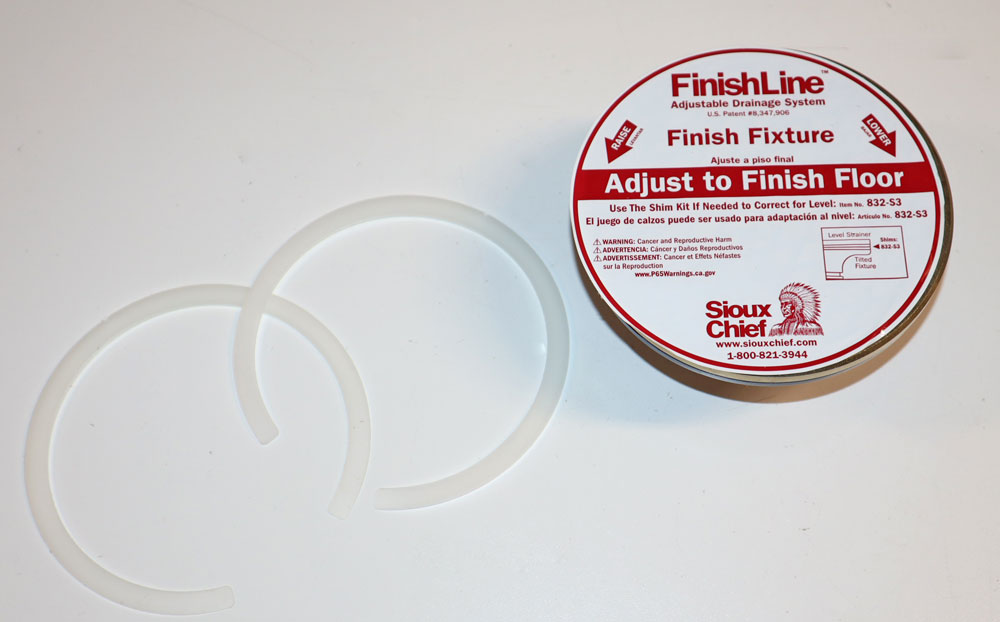 FinishLine™
Adjustable Drainage System
U.S. Patent #8,347,906
RAISE
LEVANTAR
LOWER
BAJAR
Finish Fixture
Ajuste a piso final
Adjust to Finish Floor
Use The Shim Kit If Needed to Correct for Level: Item No. 832-S3
El juego de calzos puede ser usado para adaptación al nivel: Artículo No. 832-S3
⚠ WARNING: Cancer and Reproductive Harm
⚠ ADVERTENCIA: Cáncer y Daños Reproductivos
⚠ ADVERTISSEMENT: Cancer et Effets Néfastes
sur la Reproduction
www.P65Warnings.ca.gov
Level Strainer
Shims:
832-S3
Tilted
Fixture
Sioux
Chief
www.siouxchief.com
1-800-821-3944